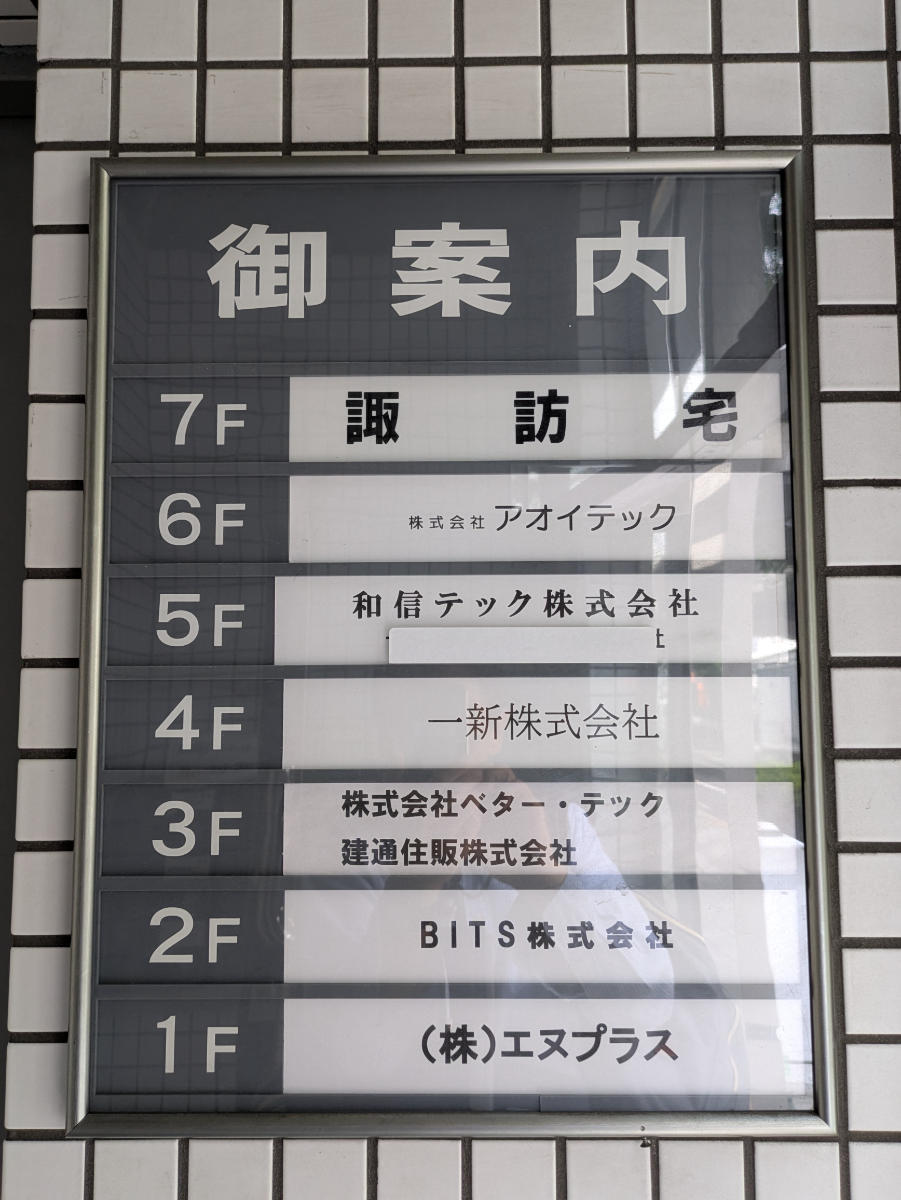 御案内
7F 諏訪宅
6F 株式会社アオイテック
5F 和信テック株式会社
4F 一新株式会社
3F 株式会社ベター・テック
建通住販株式会社
2F BITS株式会社
1F (株)エヌプラス